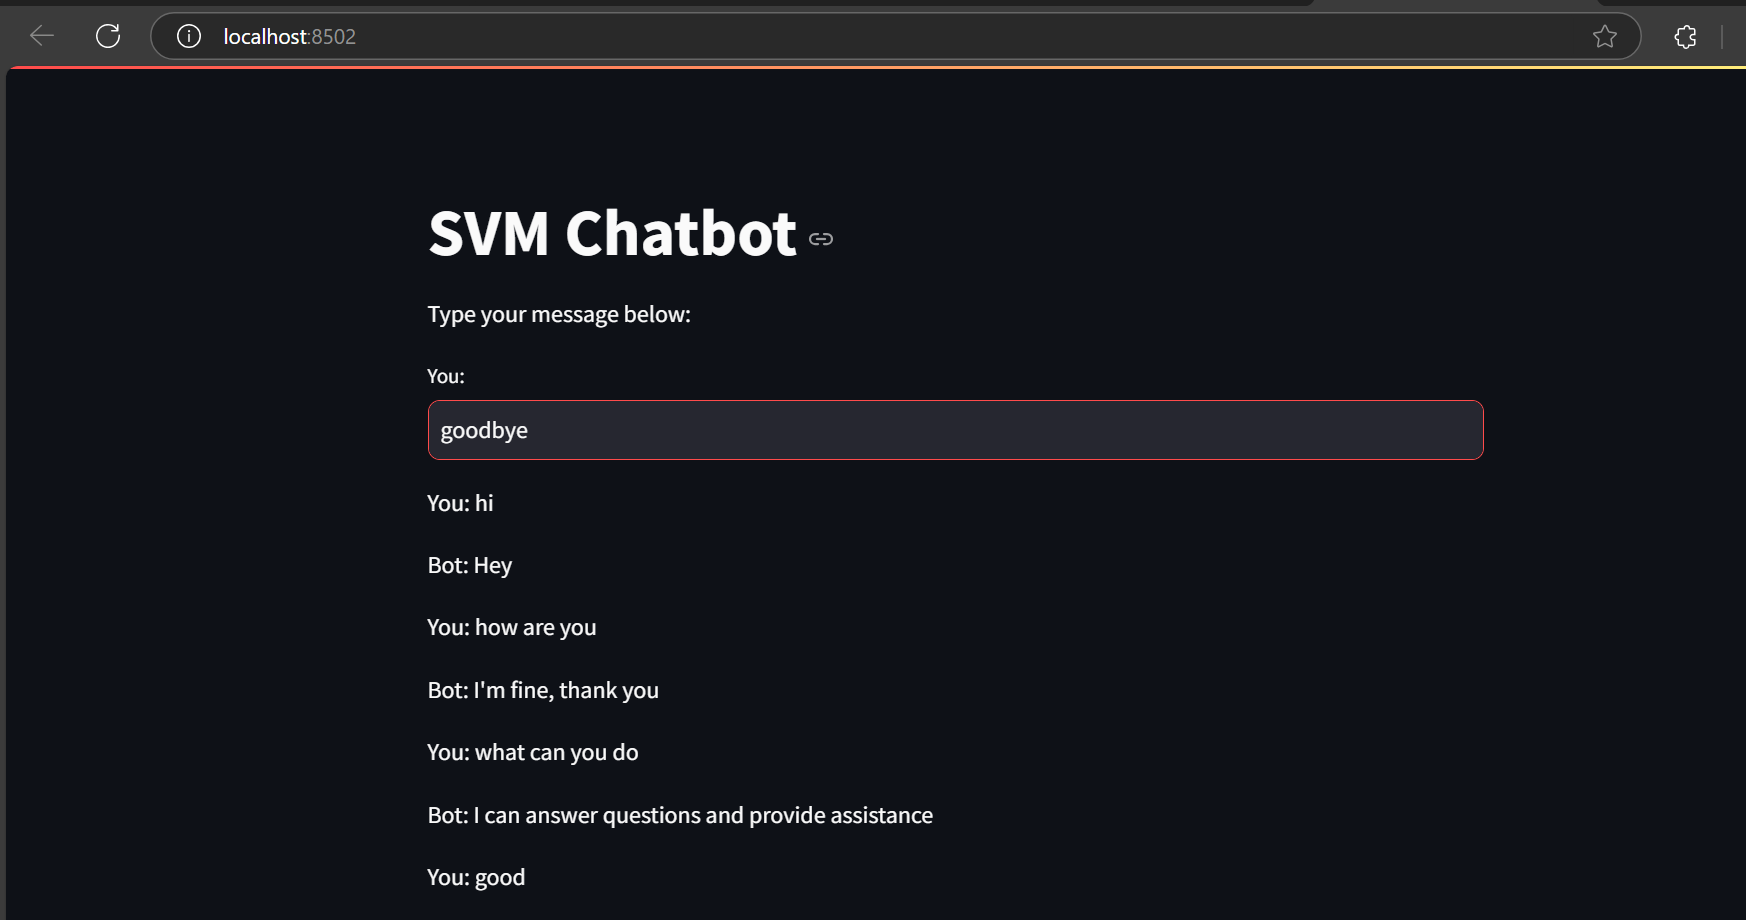 localhost:8502
SVM Chatbot
Type your message below:
You:
goodbye
You: hi
Bot: Hey
You: how are you
Bot: I'm fine, thank you
You: what can you do
Bot: I can answer questions and provide assistance
You: good